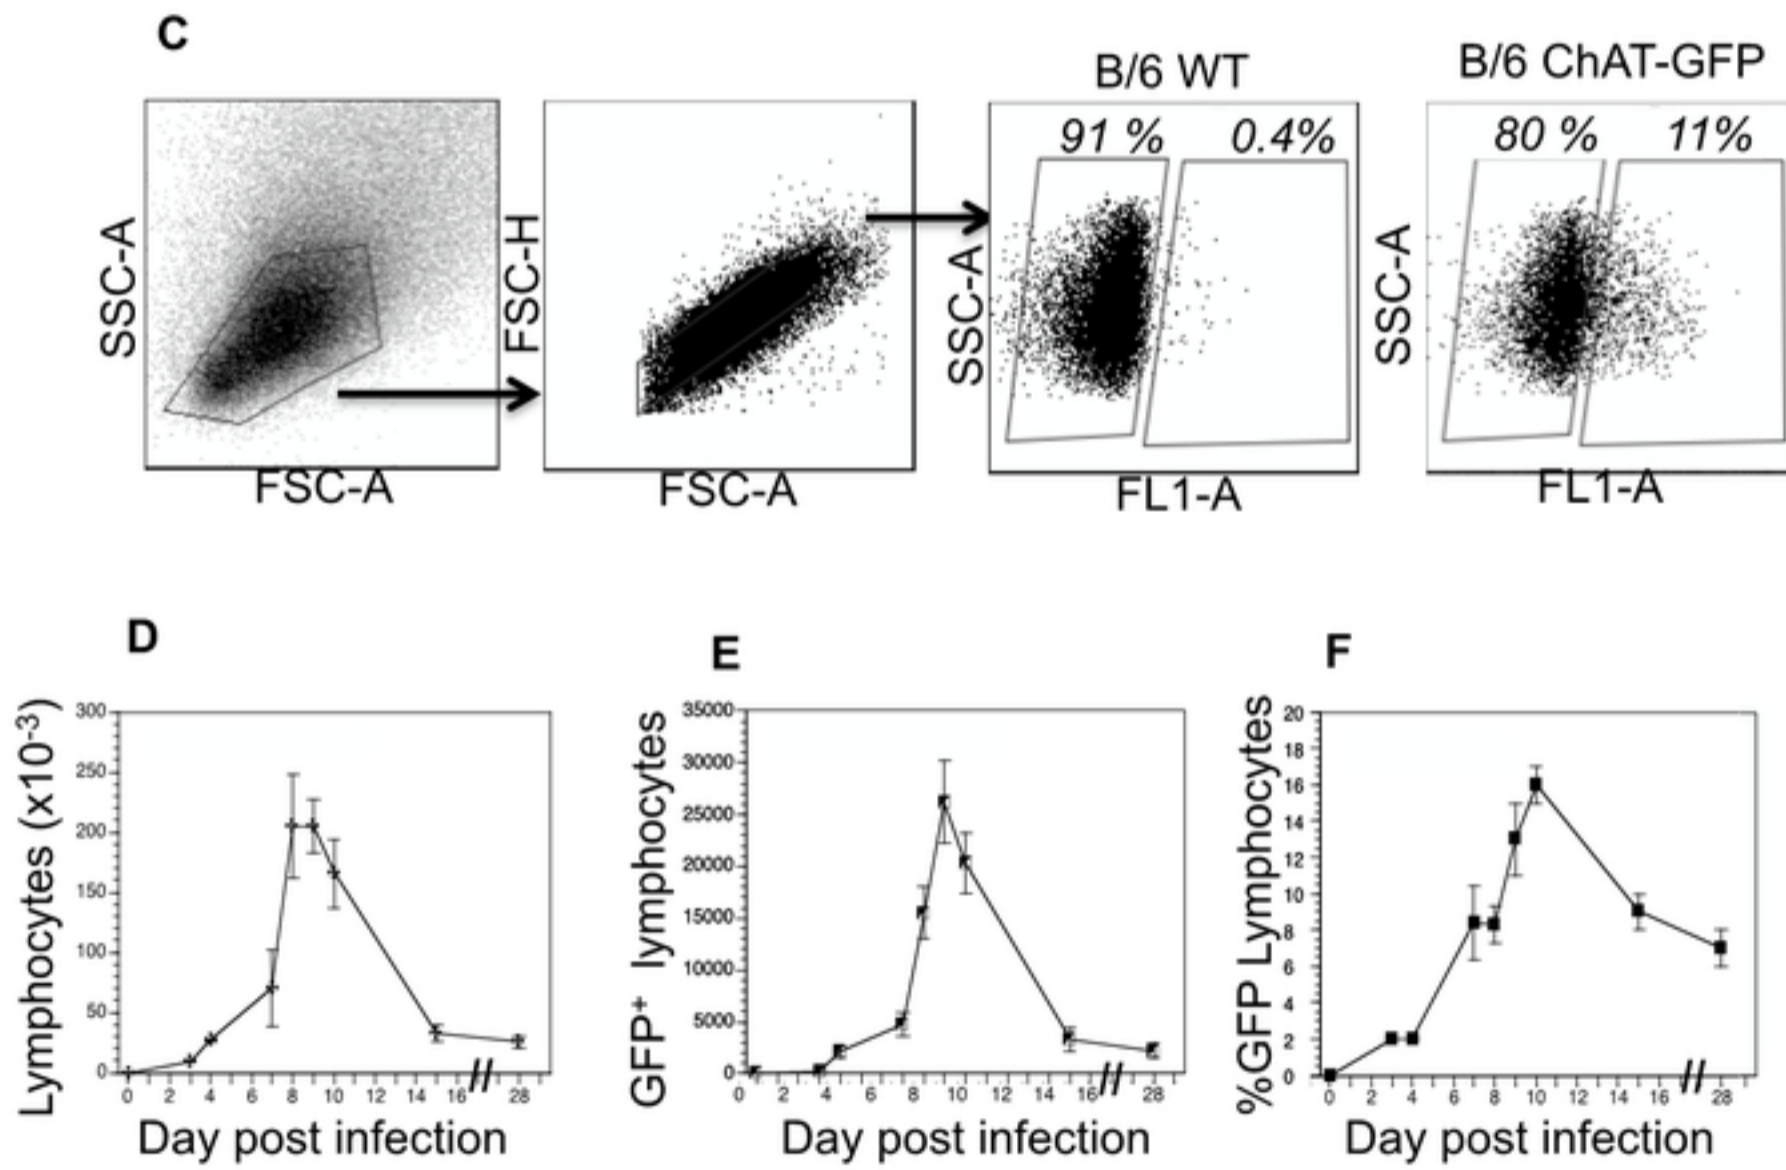 C
B/6 WT
B/6 ChAT-GFP
91 %
0.4%
80 %
11%
SSC-A
FSC-H
SSC-A
SSC-A
FSC-A
FSC-A
FL1-A
FL1-A
D
E
F
Lymphocytes (x10-3)
300
250
200
150
100
50
0
0 2 4 6 8 10 12 14 16 // 28
Day post infection
GFP+ lymphocytes
35000
30000
25000
20000
15000
10000
5000
0
0 2 4 6 8 10 12 14 16 // 28
Day post infection
%GFP Lymphocytes
20
18
16
14
12
10
8
6
4
2
0
0 2 4 6 8 10 12 14 16 // 28
Day post infection